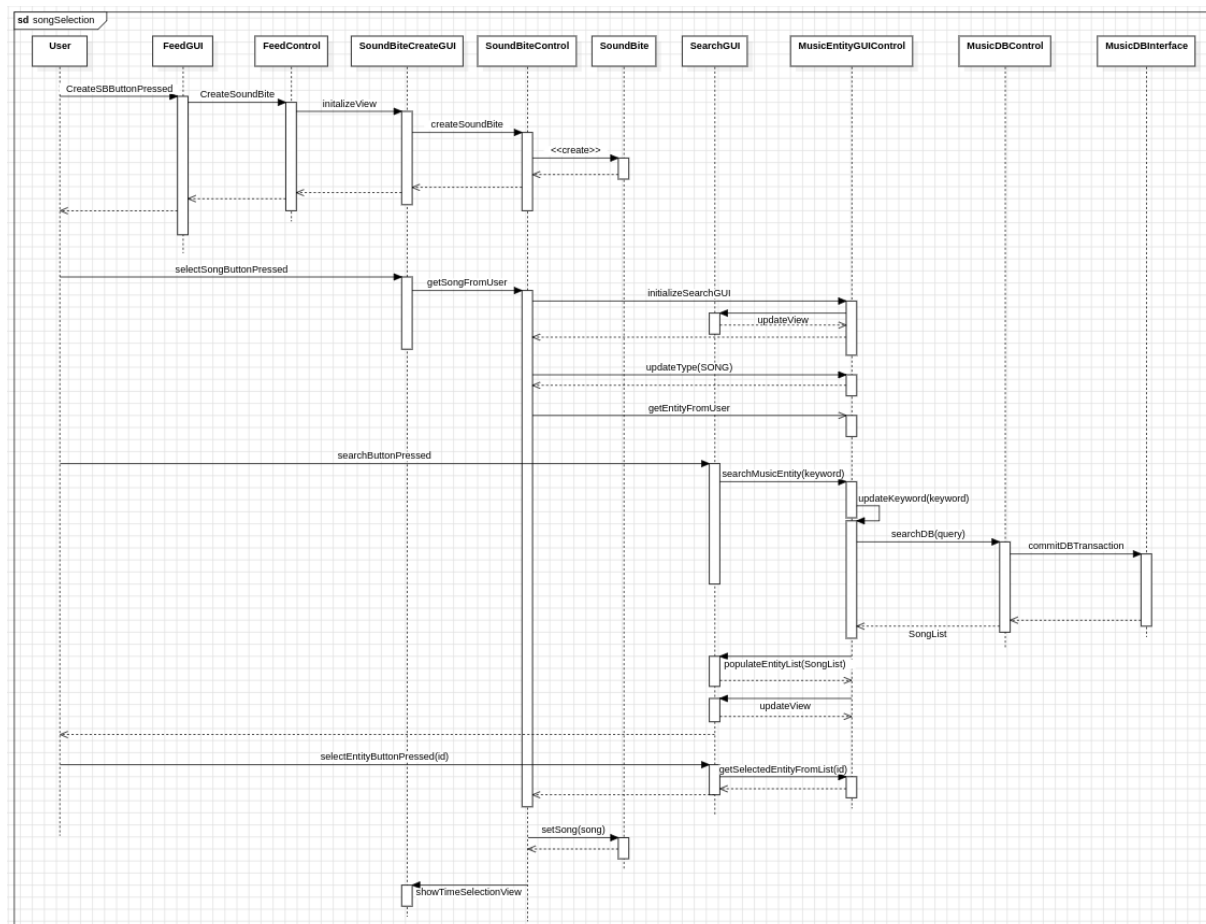 sd songSelection
User
FeedGUI
FeedControl
SoundBiteCreateGUI
SoundBiteControl
SoundBite
SearchGUI
MusicEntityGUIControl
MusicDBControl
MusicDBInterface
CreateSBButtonPressed
CreateSoundBite
initalizeView
createSoundBite
<<create>>
selectSongButtonPressed
getSongFromUser
initializeSearchGUI
updateView
updateType(SONG)
getEntityFromUser
searchButtonPressed
searchMusicEntity(keyword)
updateKeyword(keyword)
searchDB(query)
commitDBTransaction
SongList
populateEntityList(SongList)
updateView
selectEntityButtonPressed(id)
getSelectedEntityFromList(id)
setSong(song)
showTimeSelectionView